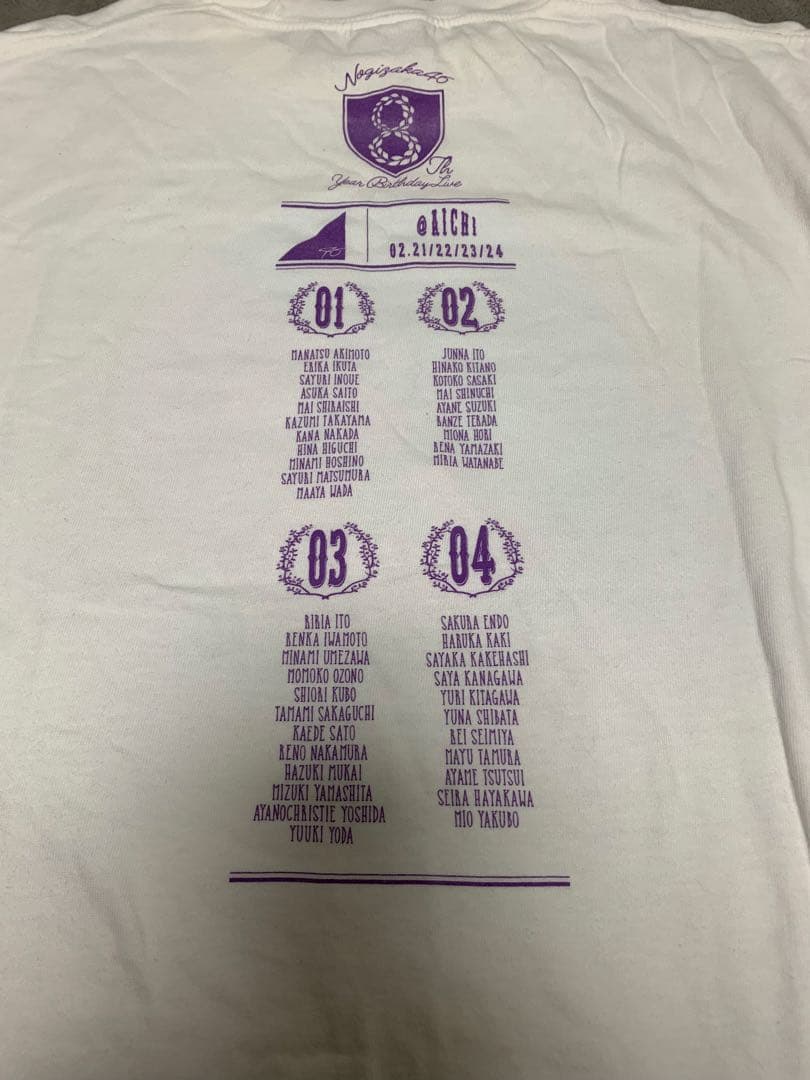 Nogizaka46
8
Th
Year Birthday Live
46
@AICHI
02.21/22/23/24
01
MANATSU AKIMOTO
ERIKA IKUTA
SAYURI INOUE
ASUKA SAITO
MAI SHIRAISHI
KAZUMI TAKAYAMA
KANA NAKADA
HINA HIGUCHI
MINAMI HOSHINO
SAYURI MATSUMURA
MAAYA WADA
02
JUNNA ITO
HINAKO KITANO
KOTOKO SASAKI
MAI SHINUCHI
AYANE SUZUKI
RANZE TERADA
MIONA HORI
RENA YAMAZAKI
MIRIA WATANABE
03
RIRIA ITO
RENKA IWAMOTO
MINAMI UMEZAWA
MOMOKO OZONO
SHIORI KUBO
TAMAMI SAKAGUCHI
KAEDE SATO
RENO NAKAMURA
HAZUKI MUKAI
MIZUKI YAMASHITA
AYANOCHRISTIE YOSHIDA
YUUKI YODA
04
SAKURA ENDO
HARUKA KAKI
SAYAKA KAKEHASHI
SAYA KANAGAWA
YURI KITAGAWA
YUNA SHIBATA
REI SEIMIYA
MAYU TAMURA
AYAME TSUTSUI
SEIRA HAYAKAWA
MIO YAKUBO